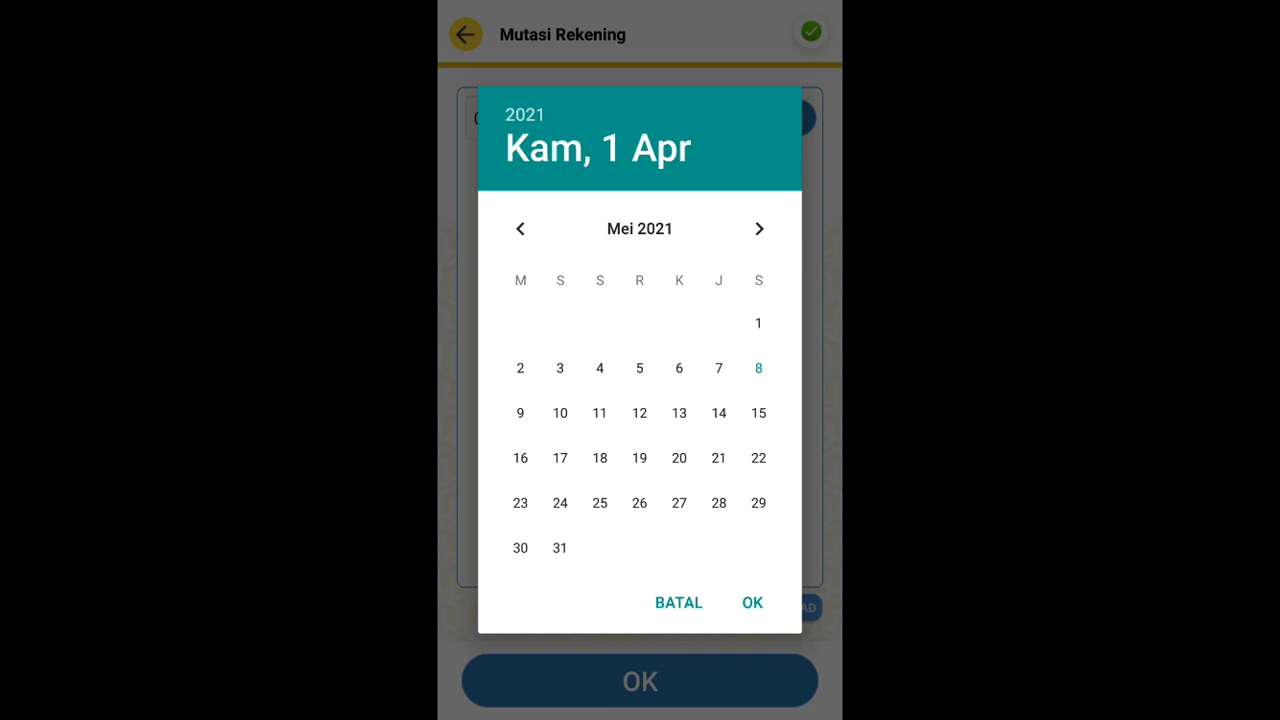 Mutasi Rekening
2021
Kam, 1 Apr
Mei 2021
M S S R K J S
1
2 3 4 5 6 7 8
9 10 11 12 13 14 15
16 17 18 19 20 21 22
23 24 25 26 27 28 29
30 31
BATAL OK
AD
OK